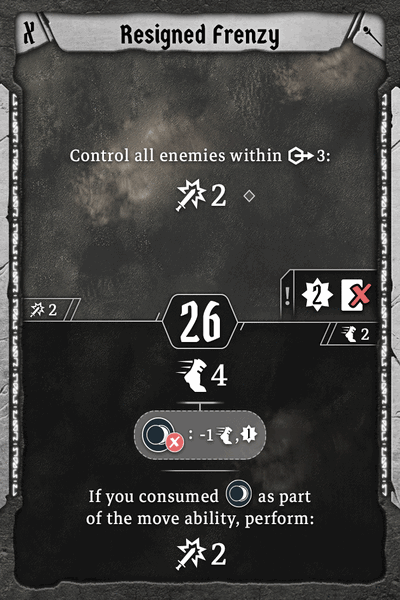 X
Resigned Frenzy
Control all enemies within 3:
2
2
! 2
26
2
4
: -1 , 1
If you consumed as part
of the move ability, perform:
2